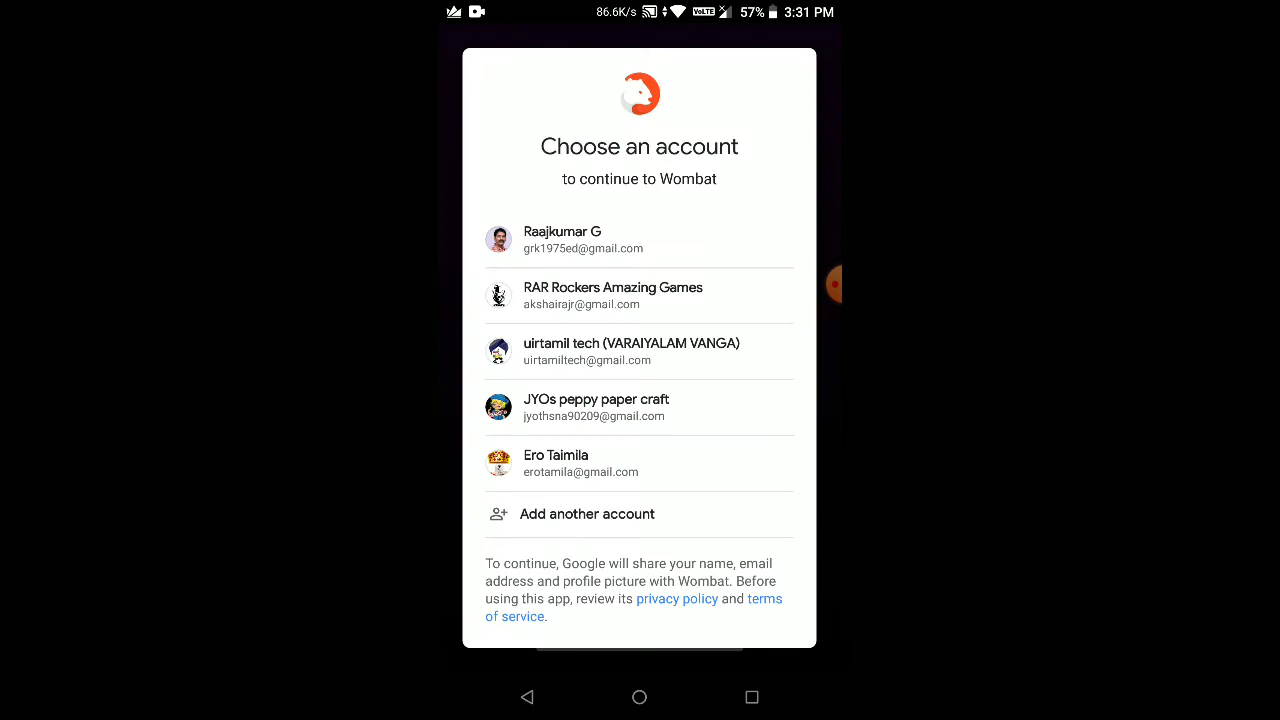 86.6K/s VoLTE 57% 3:31 PM
Choose an account
to continue to Wombat
Raajkumar G
grk1975ed@gmail.com
RAR Rockers Amazing Games
akshairajr@gmail.com
uirtamil tech (VARAIYALAM VANGA)
uirtamiltech@gmail.com
JYOs peppy paper craft
jyothsna90209@gmail.com
Ero Taimila
erotamila@gmail.com
Add another account
To continue, Google will share your name, email
address and profile picture with Wombat. Before
using this app, review its privacy policy and terms
of service.